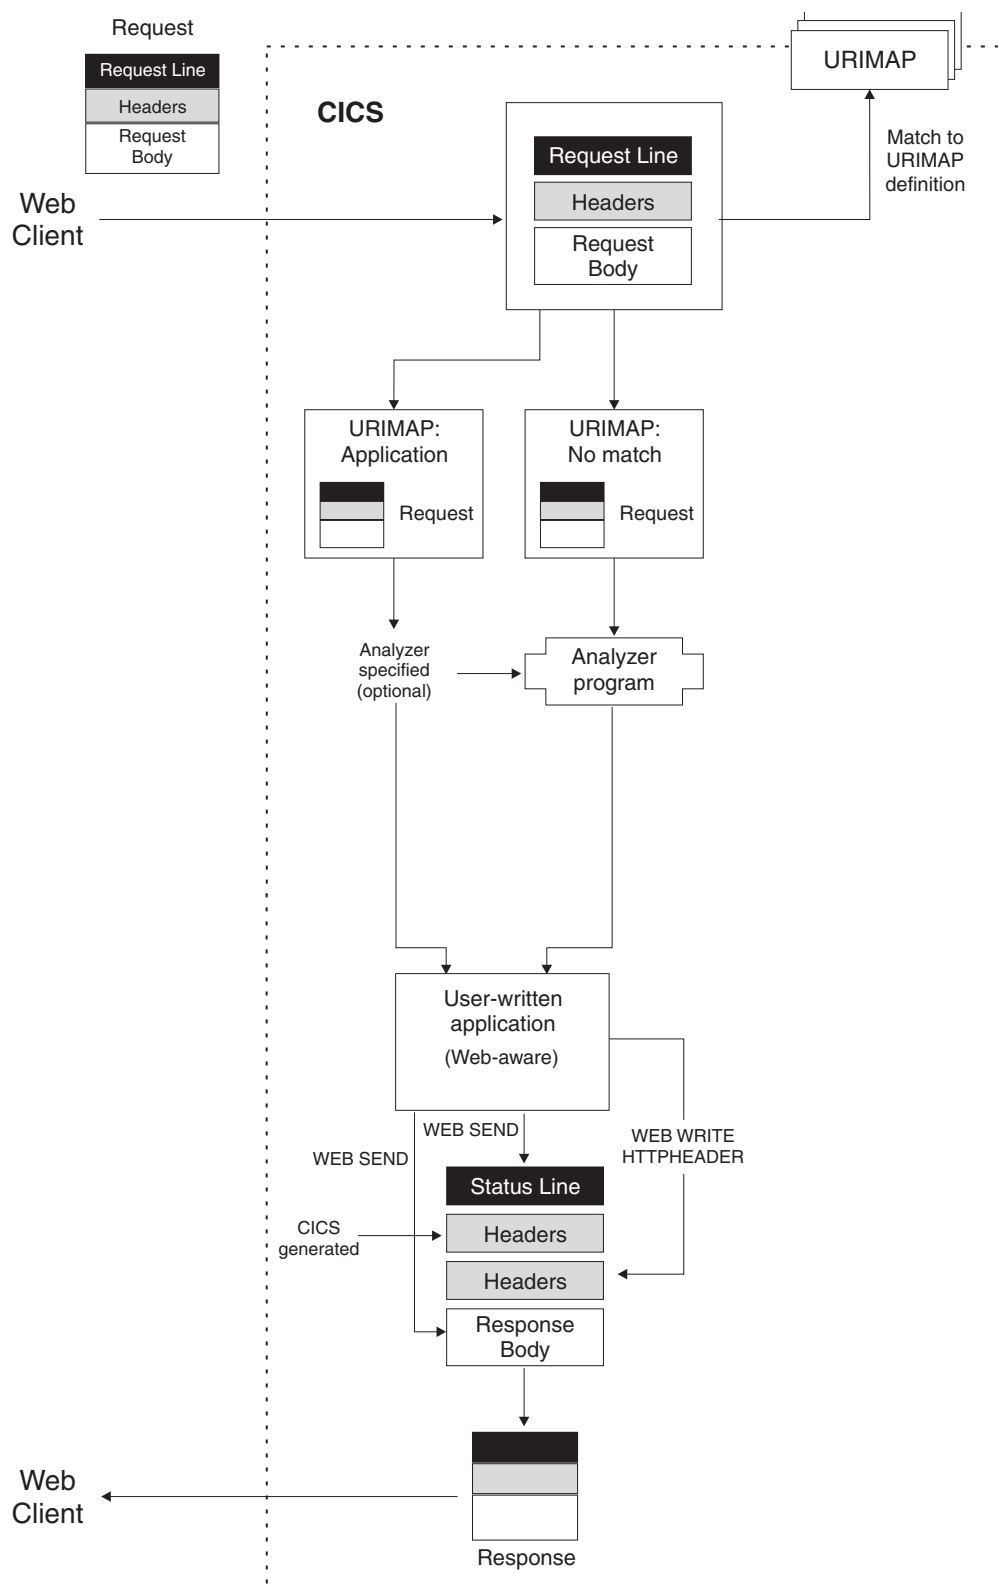 Request
Request Line
Headers
Request
Body
URIMAP
CICS
Match to
URIMAP
definition
Request Line
Headers
Request
Body
Web
Client
URIMAP:
Application
Request
URIMAP:
No match
Request
Analyzer
specified
(optional)
Analyzer
program
User-written
application
(Web-aware)
WEB SEND
WEB SEND
WEB WRITE
HTTPHEADER
Status Line
CICS
generated
Headers
Headers
Response
Body
Web
Client
Response